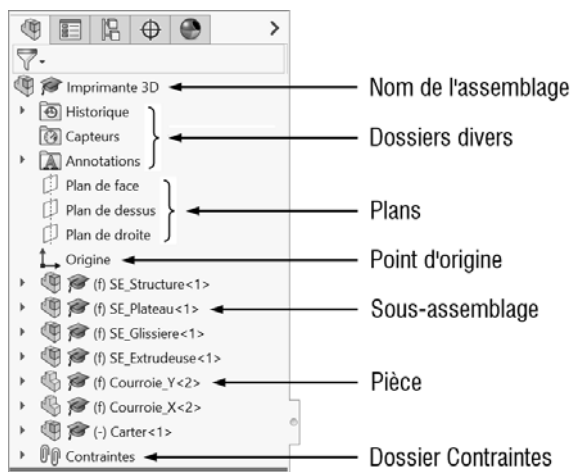 Imprimante 3D Nom de l'assemblage
Historique
Capteurs Dossiers divers
Annotations
Plan de face
Plan de dessus Plans
Plan de droite
Origine Point d'origine
(f) SE_Structure<1>
(f) SE_Plateau<1> Sous-assemblage
(f) SE_Glissiere<1>
(f) SE_Extrudeuse<1>
(f) Courroie_Y<2> Pièce
(f) Courroie_X<2>
(-) Carter<1>
Contraintes Dossier Contraintes